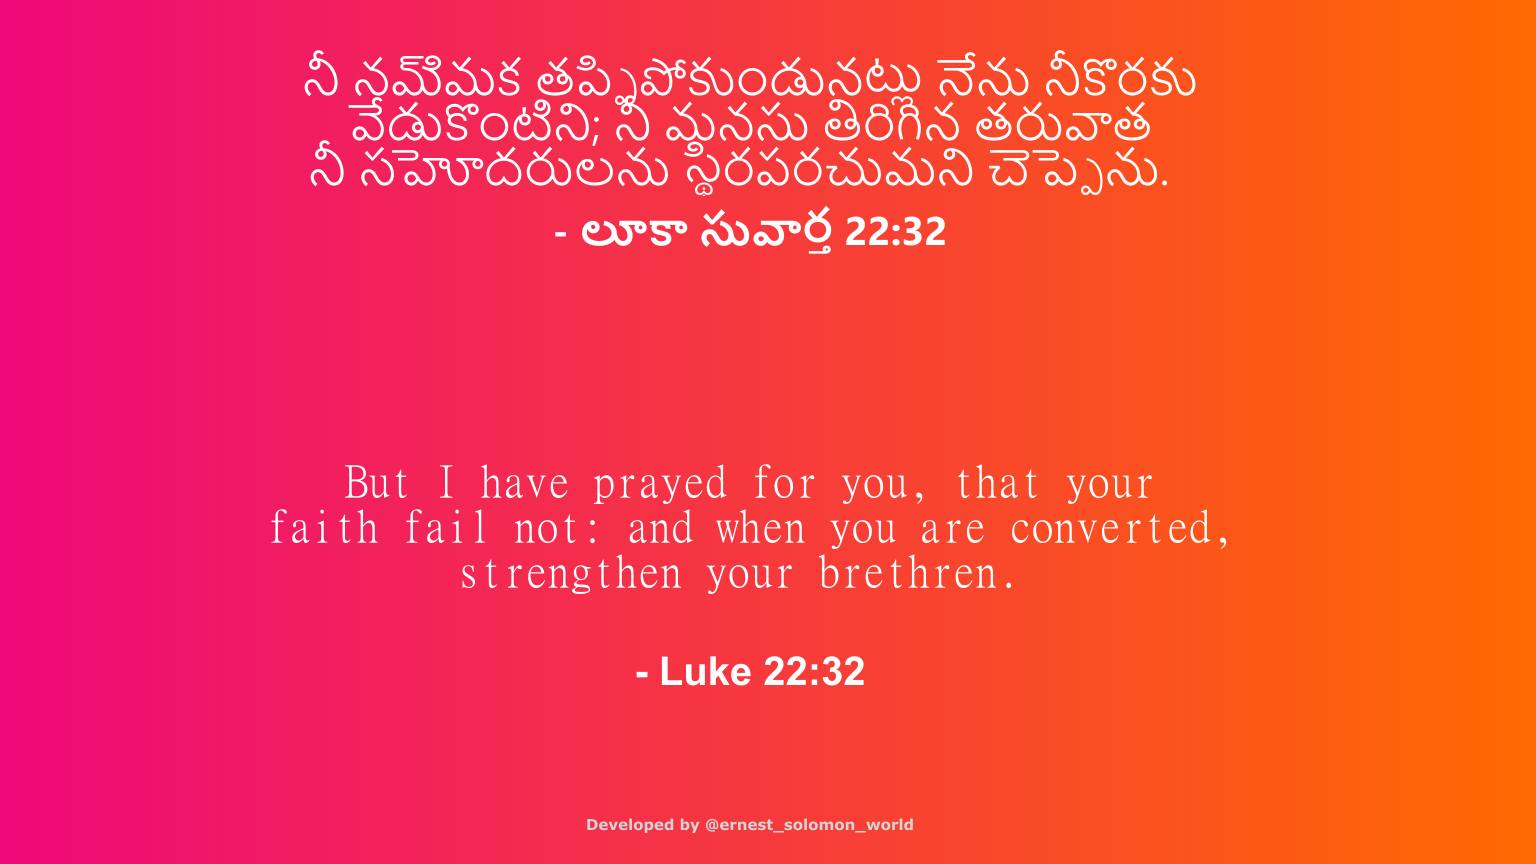 నీ నమ్మిమక తప్పిపోకుండునట్లు నేను నీకొరకు
వేడుకొంటిని; నీ మనసు తిరిగిన తరువాత
నీ సహోదరులను స్థిరపరచుమని చెప్పెను.
- లూకా సువార్త 22:32
But I have prayed for you, that your
faith fail not: and when you are converted,
strengthen your brethren.
- Luke 22:32
Developed by @ernest_solomon_world